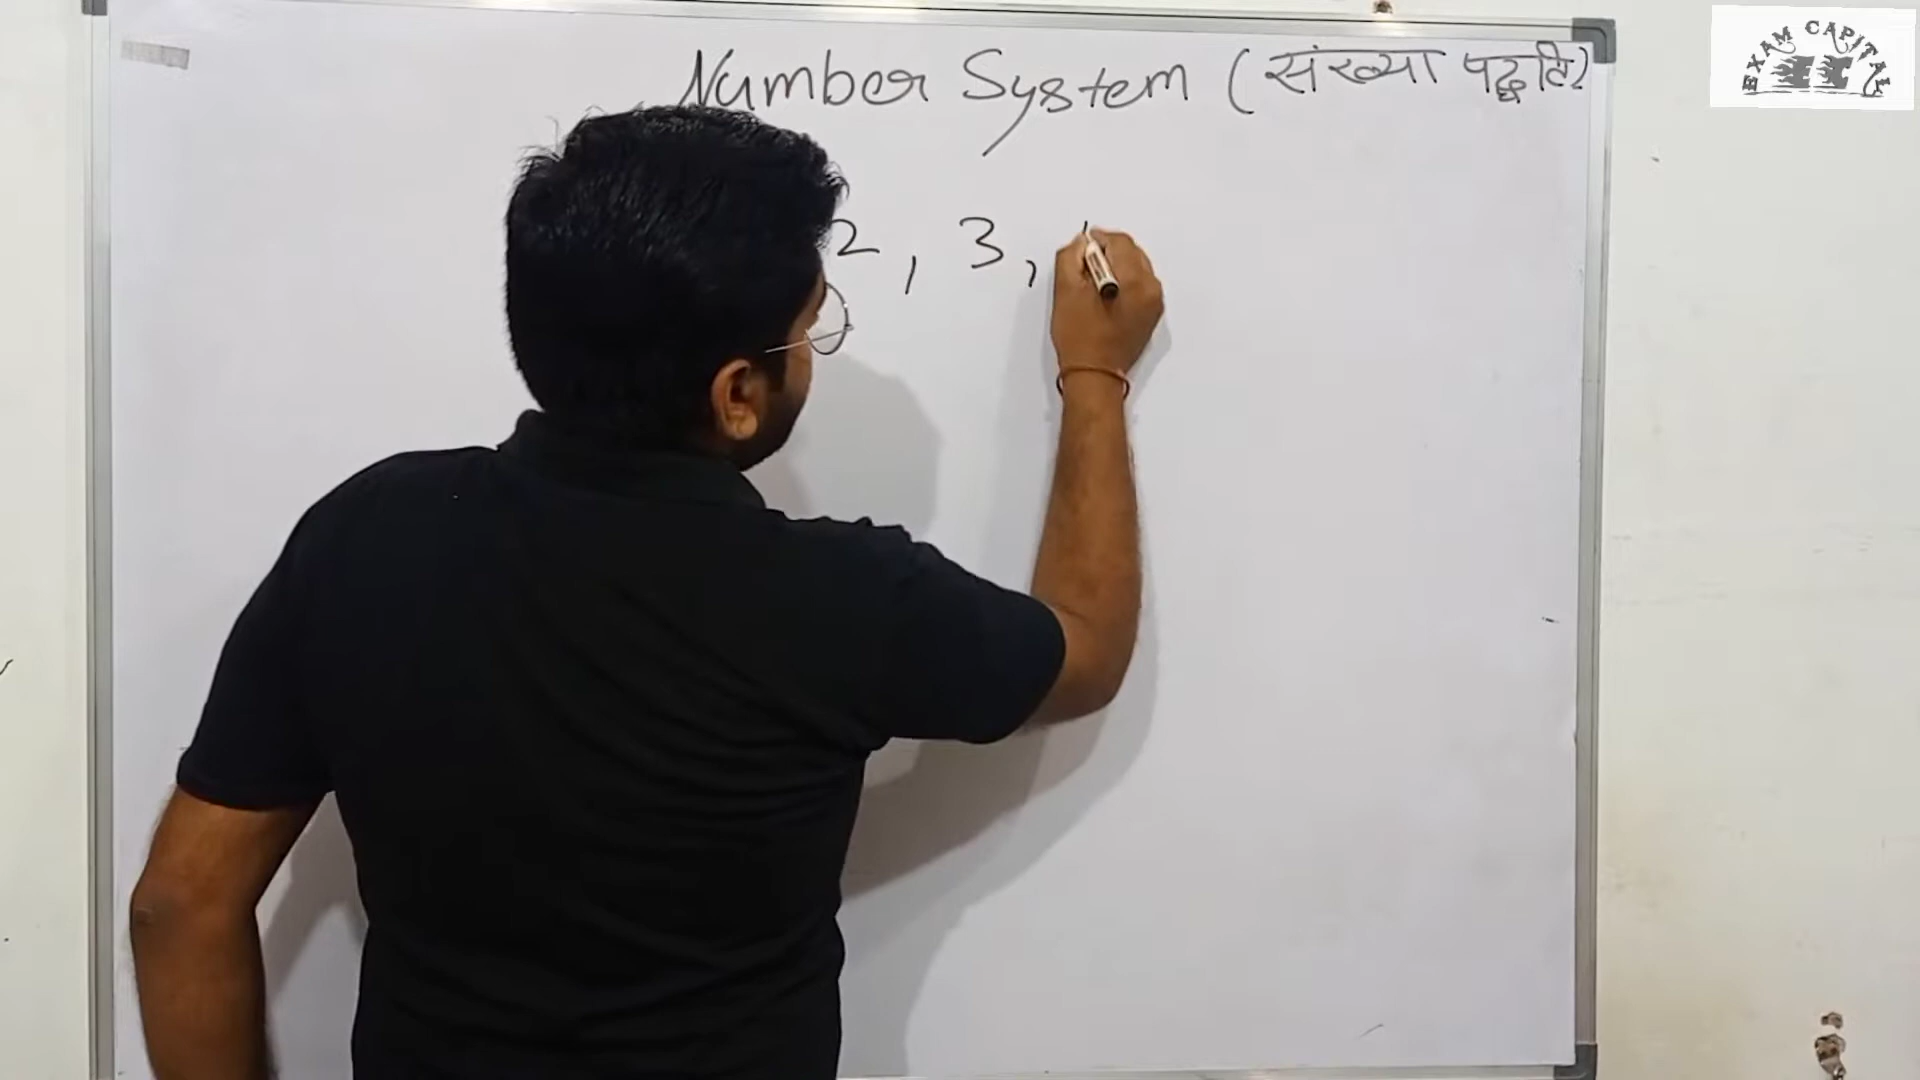 Number System (संख्या पद्धति)
2, 3,
EXAM CAPITAL